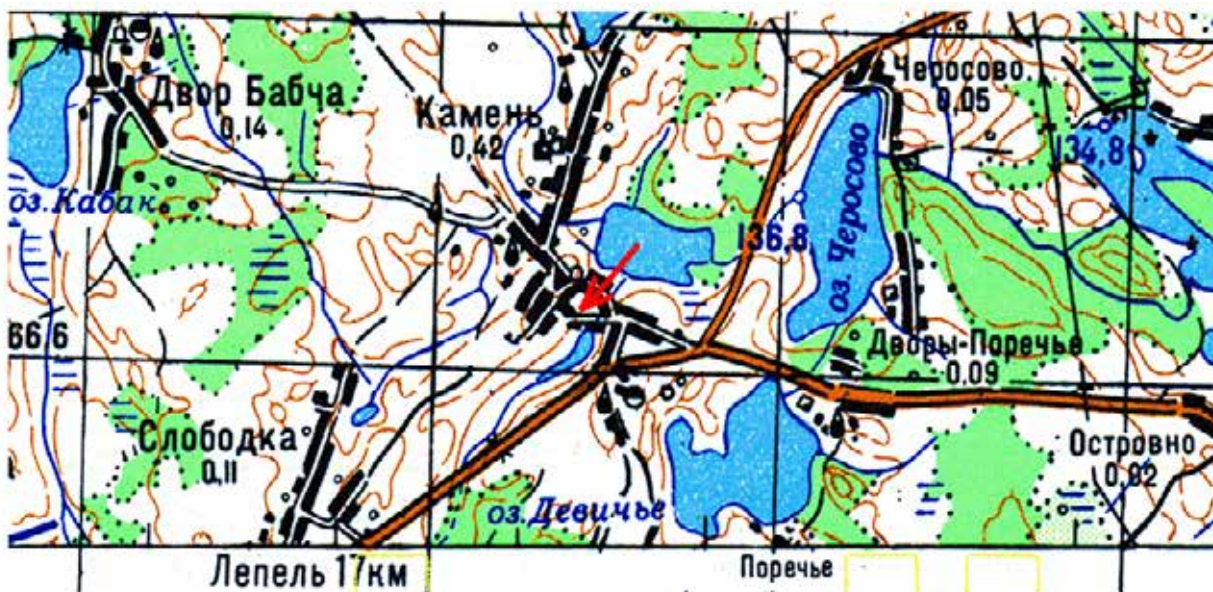 Двор Бабча
0,14
Камень
0,42
Черосово
0,05
134,8
оз. Кабак
136,8
оз. Черосово
66 6
Дворы-Поречье
0,09
Слободка
0,11
Островно
0,02
оз. Девичье
Лепель 17км
Поречье